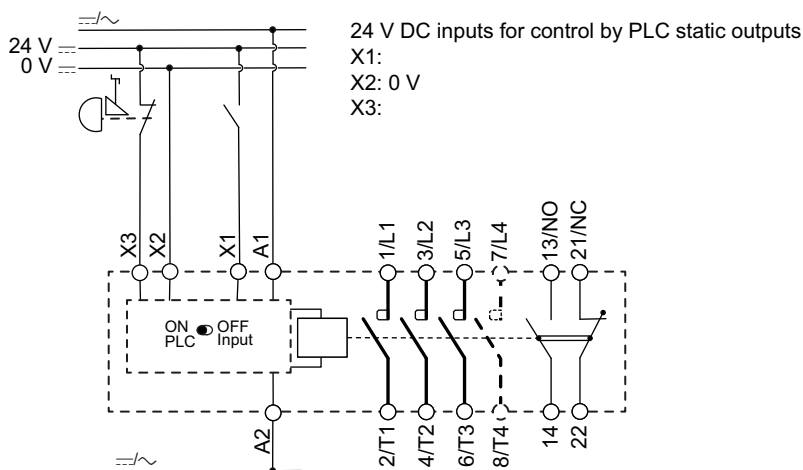 24 V DC inputs for control by PLC static outputs
X1:
X2: 0 V
X3:
24 V
0 V
X3
X2
X1
A1
1/L1
3/L2
5/L3
7/L4
13/NO
21/NC
ON OFF
PLC Input
A2
2/T1
4/T2
6/T3
8/T4
14
22